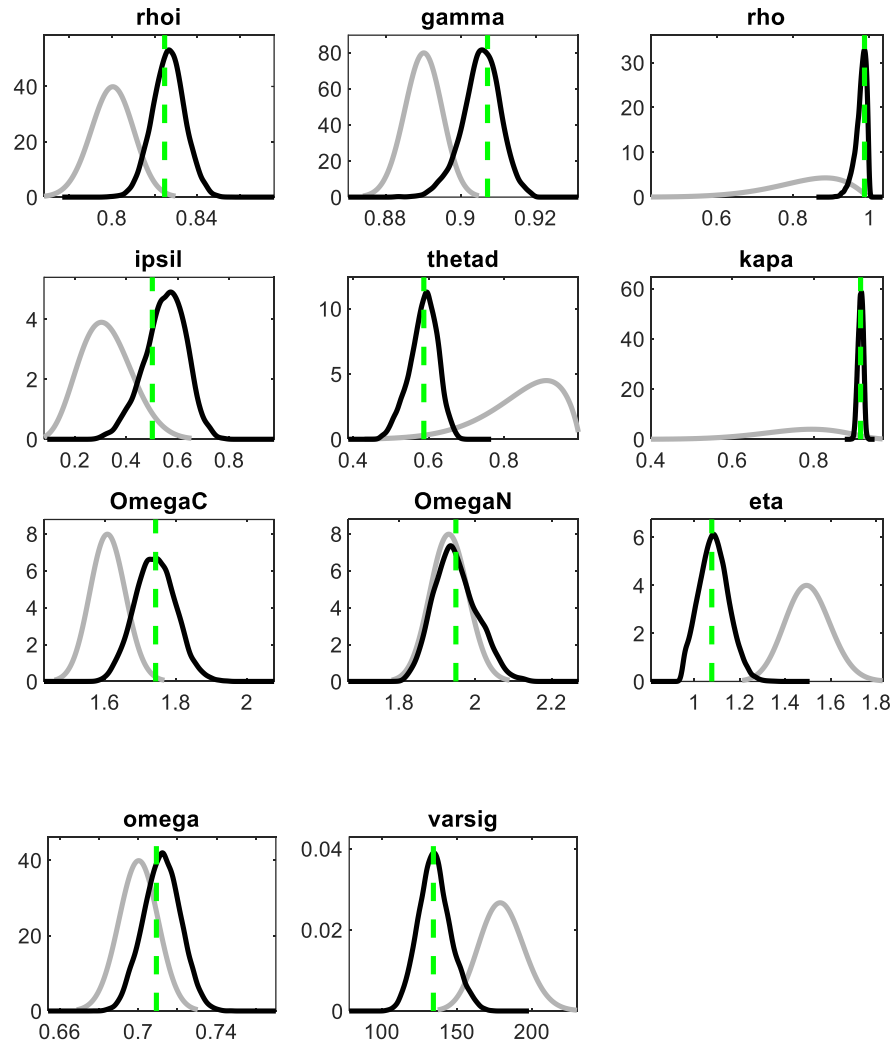 rhoi gamma rho
40 20 0
0.8 0.84
80 60 40 20 0
0.88 0.9 0.92
30 20 10 0
0.6 0.8 1
ipsil thetad kapa
4 2 0
0.2 0.4 0.6 0.8
10 5 0
0.4 0.6 0.8
60 40 20 0
0.4 0.6 0.8
OmegaC OmegaN eta
8 6 4 2 0
1.6 1.8 2
8 6 4 2 0
1.8 2 2.2
6 4 2 0
1 1.2 1.4 1.6 1.8
omega varsig
40 20 0
0.66 0.7 0.74
0.04 0.02 0
100 150 200